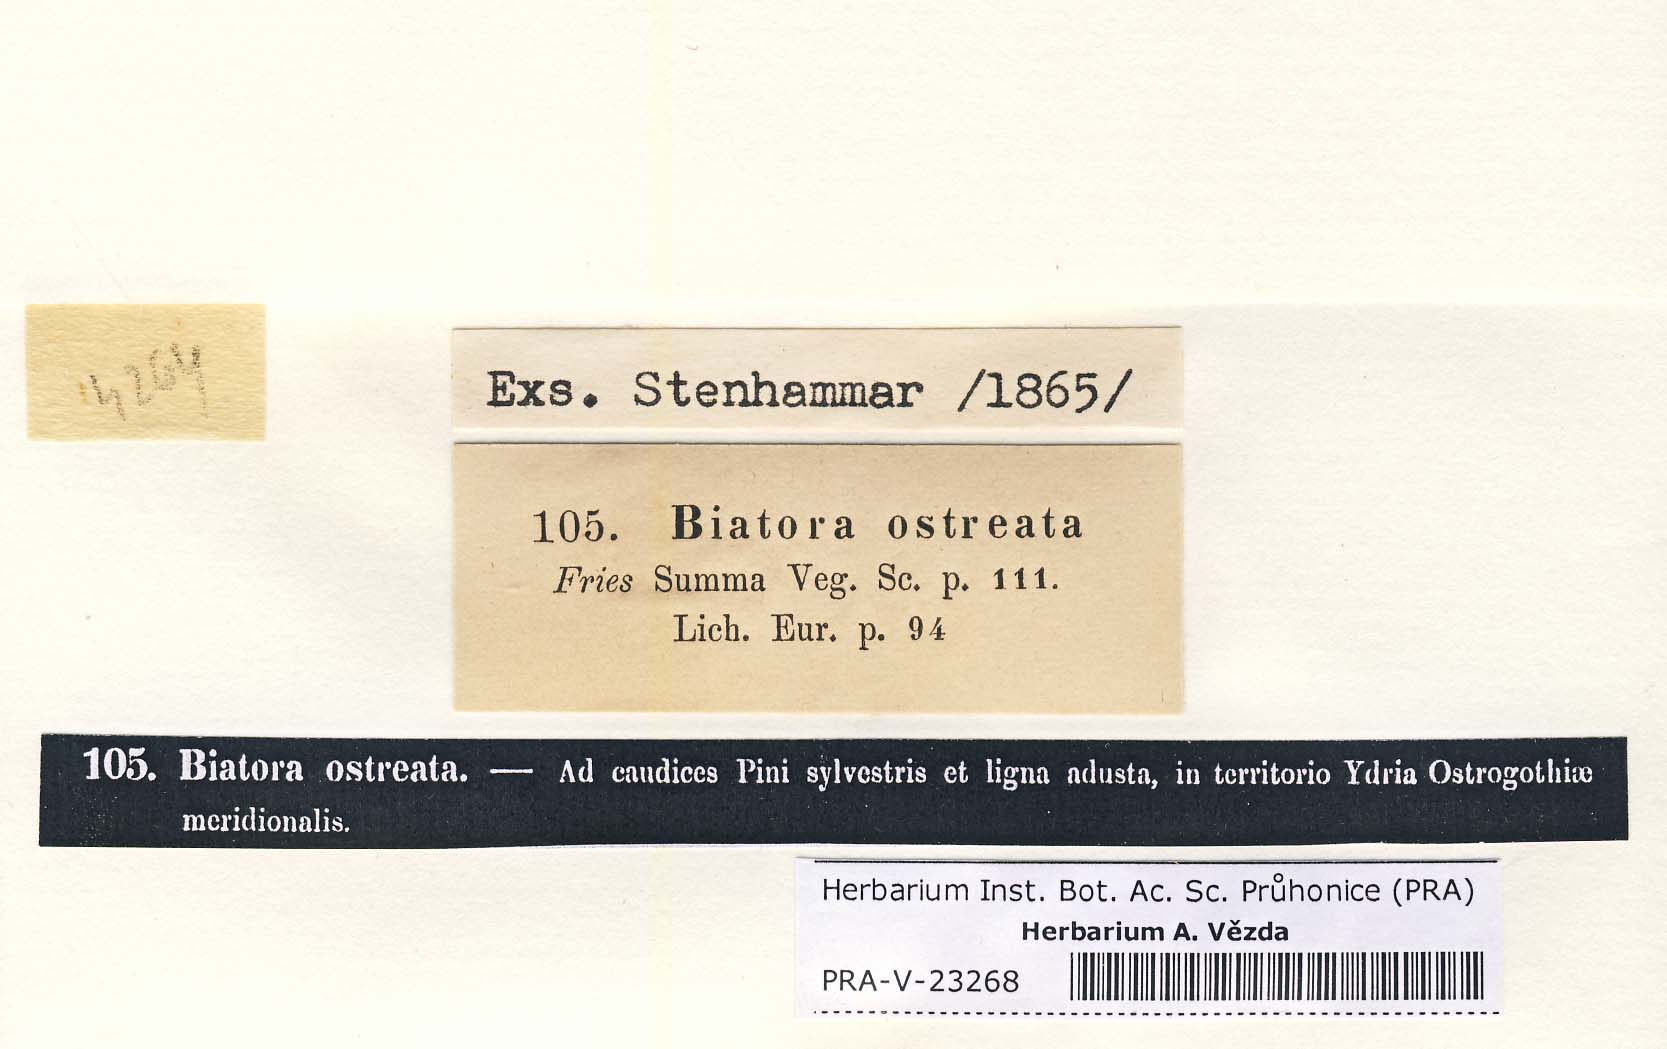 Exs. Stenhammar /1865/
105. Biatora ostreata
Fries Summa Veg. Sc. p. 111.
Lich. Eur. p. 94
105. Biatora ostreata. — Ad caudices Pini sylvestris et ligna adusta, in territorio Ydria Ostrogothiæ
meridionalis.
Herbarium Inst. Bot. Ac. Sc. Průhonice (PRA)
Herbarium A. Vězda
PRA-V-23268